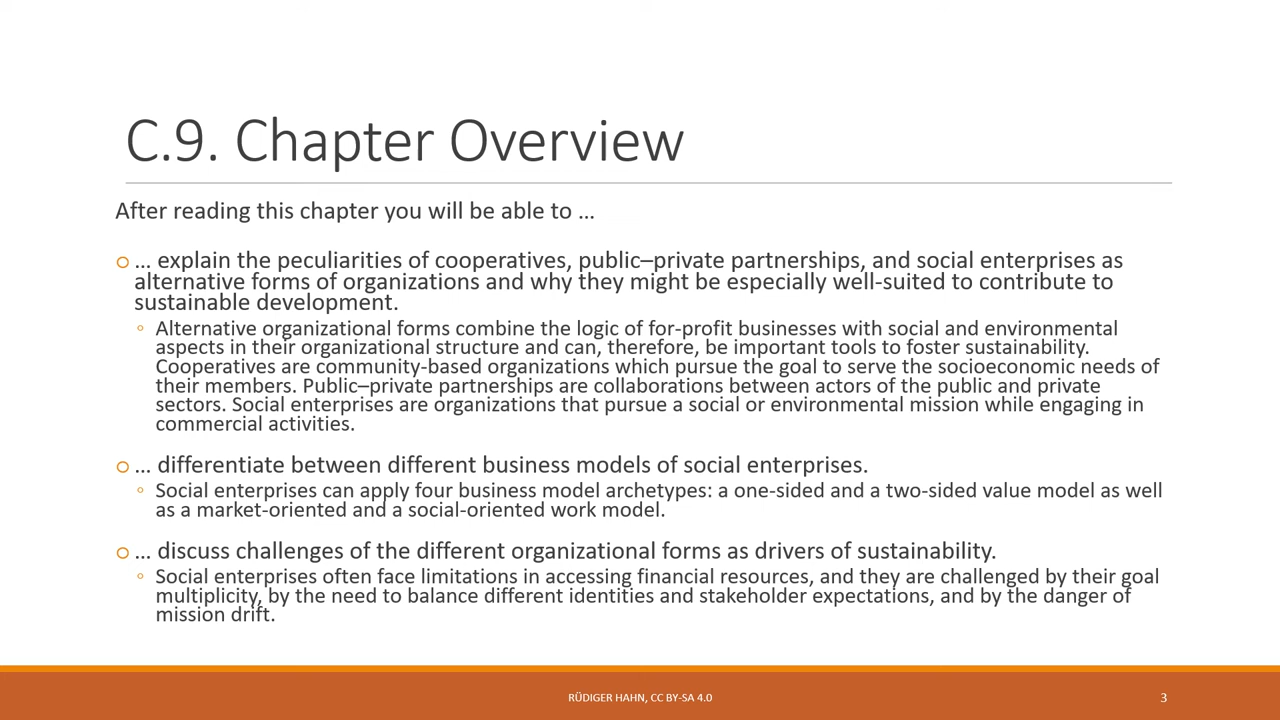 C.9. Chapter Overview
After reading this chapter you will be able to …
o … explain the peculiarities of cooperatives, public–private partnerships, and social enterprises as
alternative forms of organizations and why they might be especially well-suited to contribute to
sustainable development.
◦ Alternative organizational forms combine the logic of for-profit businesses with social and environmental
aspects in their organizational structure and can, therefore, be important tools to foster sustainability.
Cooperatives are community-based organizations which pursue the goal to serve the socioeconomic needs of
their members. Public–private partnerships are collaborations between actors of the public and private
sectors. Social enterprises are organizations that pursue a social or environmental mission while engaging in
commercial activities.
o … differentiate between different business models of social enterprises.
◦ Social enterprises can apply four business model archetypes: a one-sided and a two-sided value model as well
as a market-oriented and a social-oriented work model.
o … discuss challenges of the different organizational forms as drivers of sustainability.
◦ Social enterprises often face limitations in accessing financial resources, and they are challenged by their goal
multiplicity, by the need to balance different identities and stakeholder expectations, and by the danger of
mission drift.
RÜDIGER HAHN, CC BY-SA 4.0
3